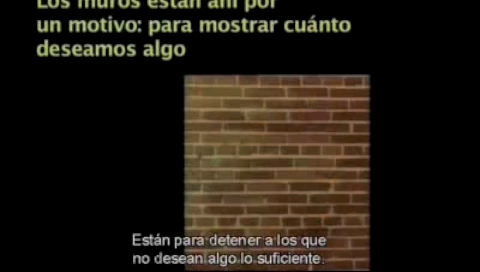 Los muros están ahí por
un motivo: para mostrar cuánto
deseamos algo
Están para detener a los que
no desean algo lo suficiente.